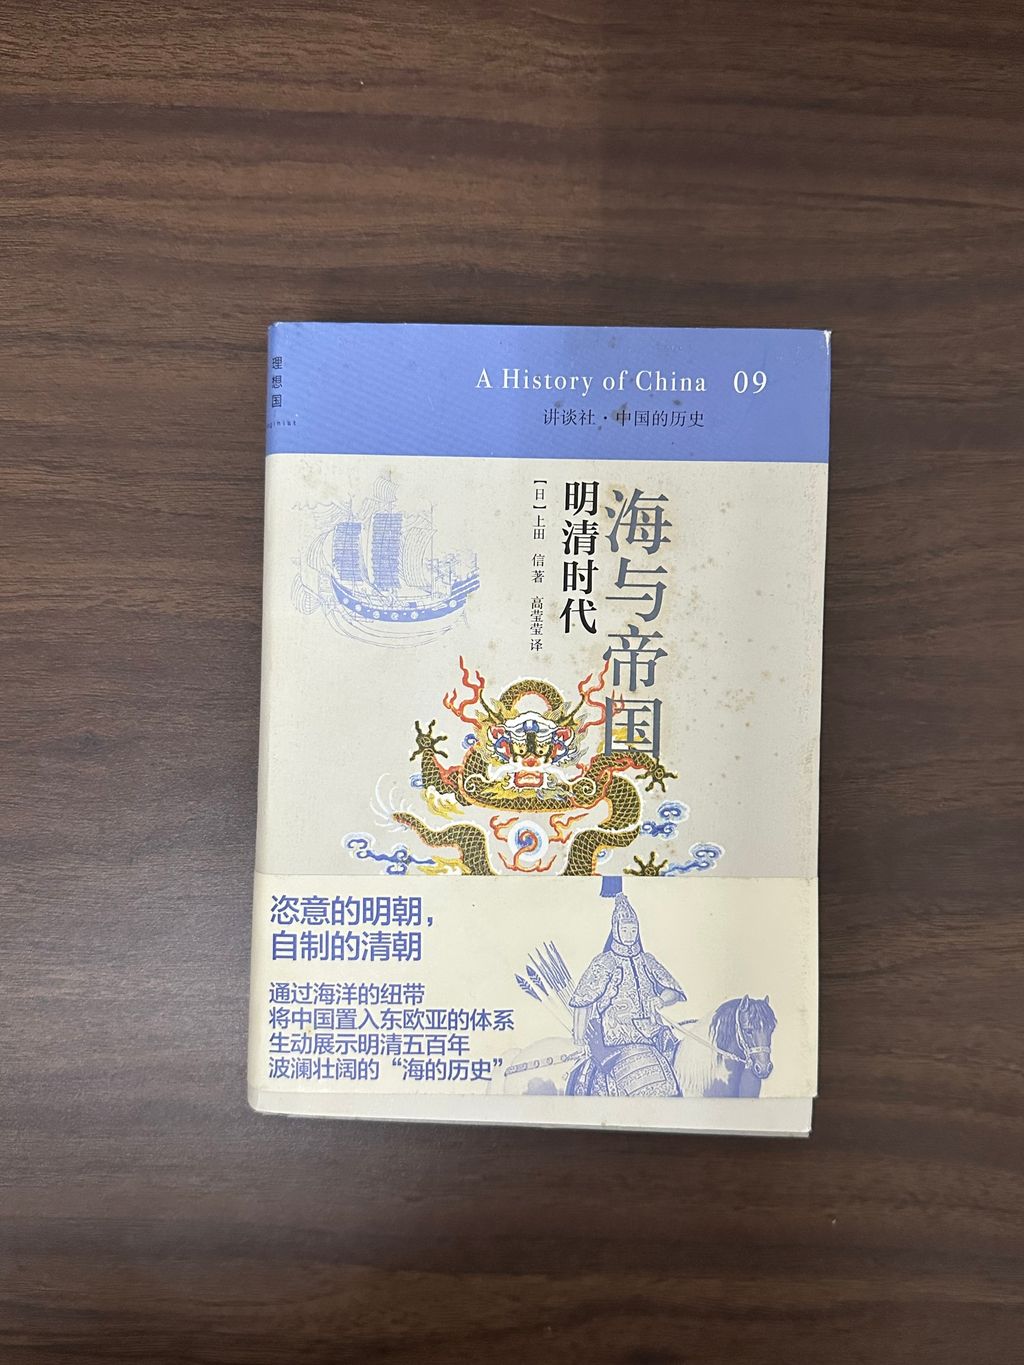 理想国
A History of China 09
讲谈社·中国的历史
海与帝国
明清时代
【日】上田 信著 高莹莹 译
恣意的明朝,
自制的清朝
通过海洋的纽带
将中国置入东欧亚的体系
生动展示明清五百年
波澜壮阔的“海的历史”